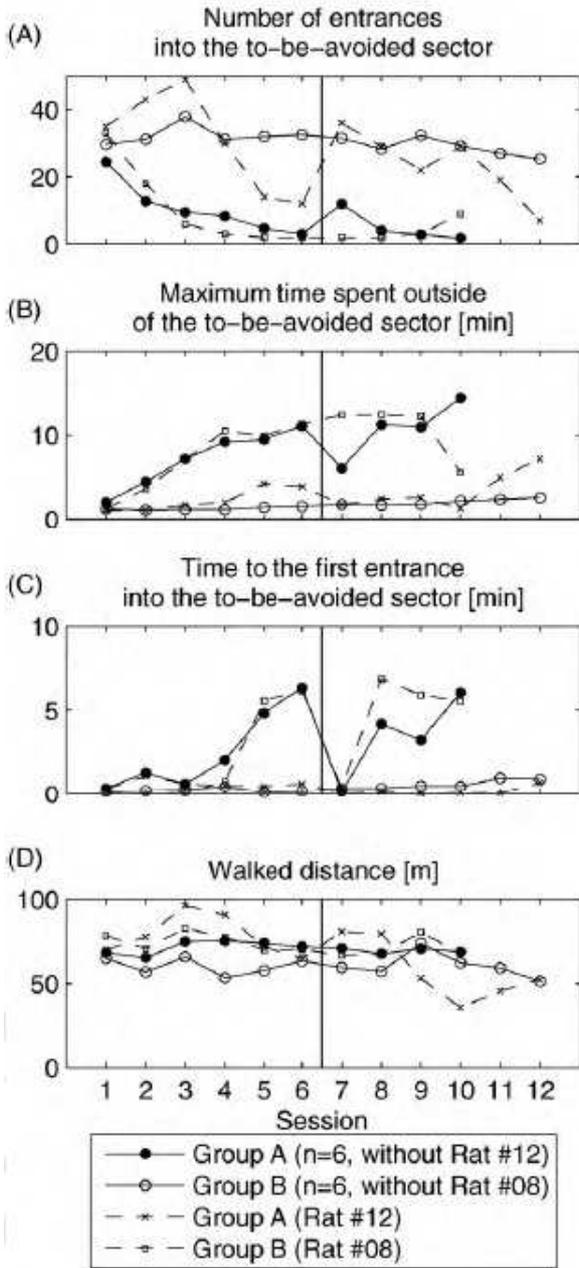 (A)
Number of entrances
into the to-be-avoided sector
40
20
0
(B)
Maximum time spent outside
of the to-be-avoided sector [min]
20
10
0
(C)
Time to the first entrance
into the to-be-avoided sector [min]
10
5
0
(D)
Walked distance [m]
100
50
0
1 2 3 4 5 6 7 8 9 10 11 12
Session
Group A (n=6, without Rat #12)
Group B (n=6, without Rat #08)
Group A (Rat #12)
Group B (Rat #08)